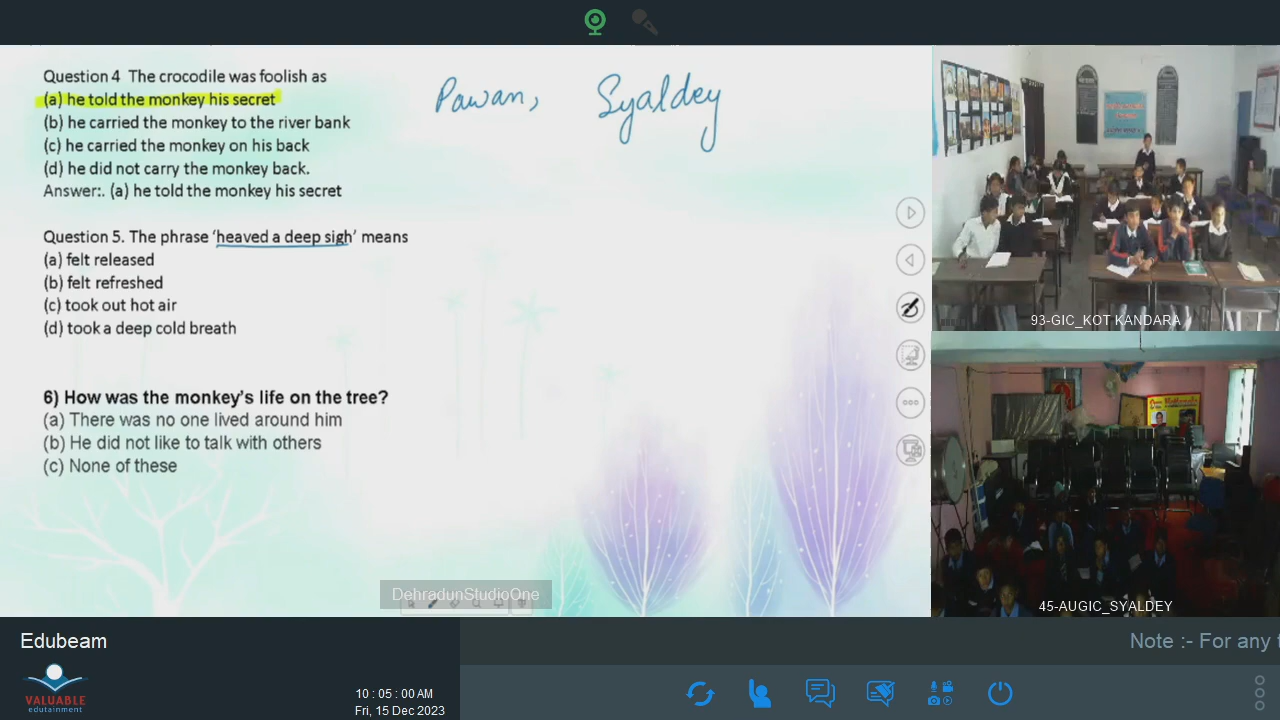 Question 4 The crocodile was foolish as
(a) he told the monkey his secret
(b) he carried the monkey to the river bank
(c) he carried the monkey on his back
(d) he did not carry the monkey back.
Answer:. (a) he told the monkey his secret
Pawan, Syaldey
Question 5. The phrase ‘heaved a deep sigh’ means
(a) felt released
(b) felt refreshed
(c) took out hot air
(d) took a deep cold breath
6) How was the monkey’s life on the tree?
(a) There was no one lived around him
(b) He did not like to talk with others
(c) None of these
DehradunStudioOne
93-GIC_KOT KANDARA
45-AUGIC_SYALDEY
Edubeam
VALUABLE
edutainment
10 : 05 : 00 AM
Fri, 15 Dec 2023
Note :- For any